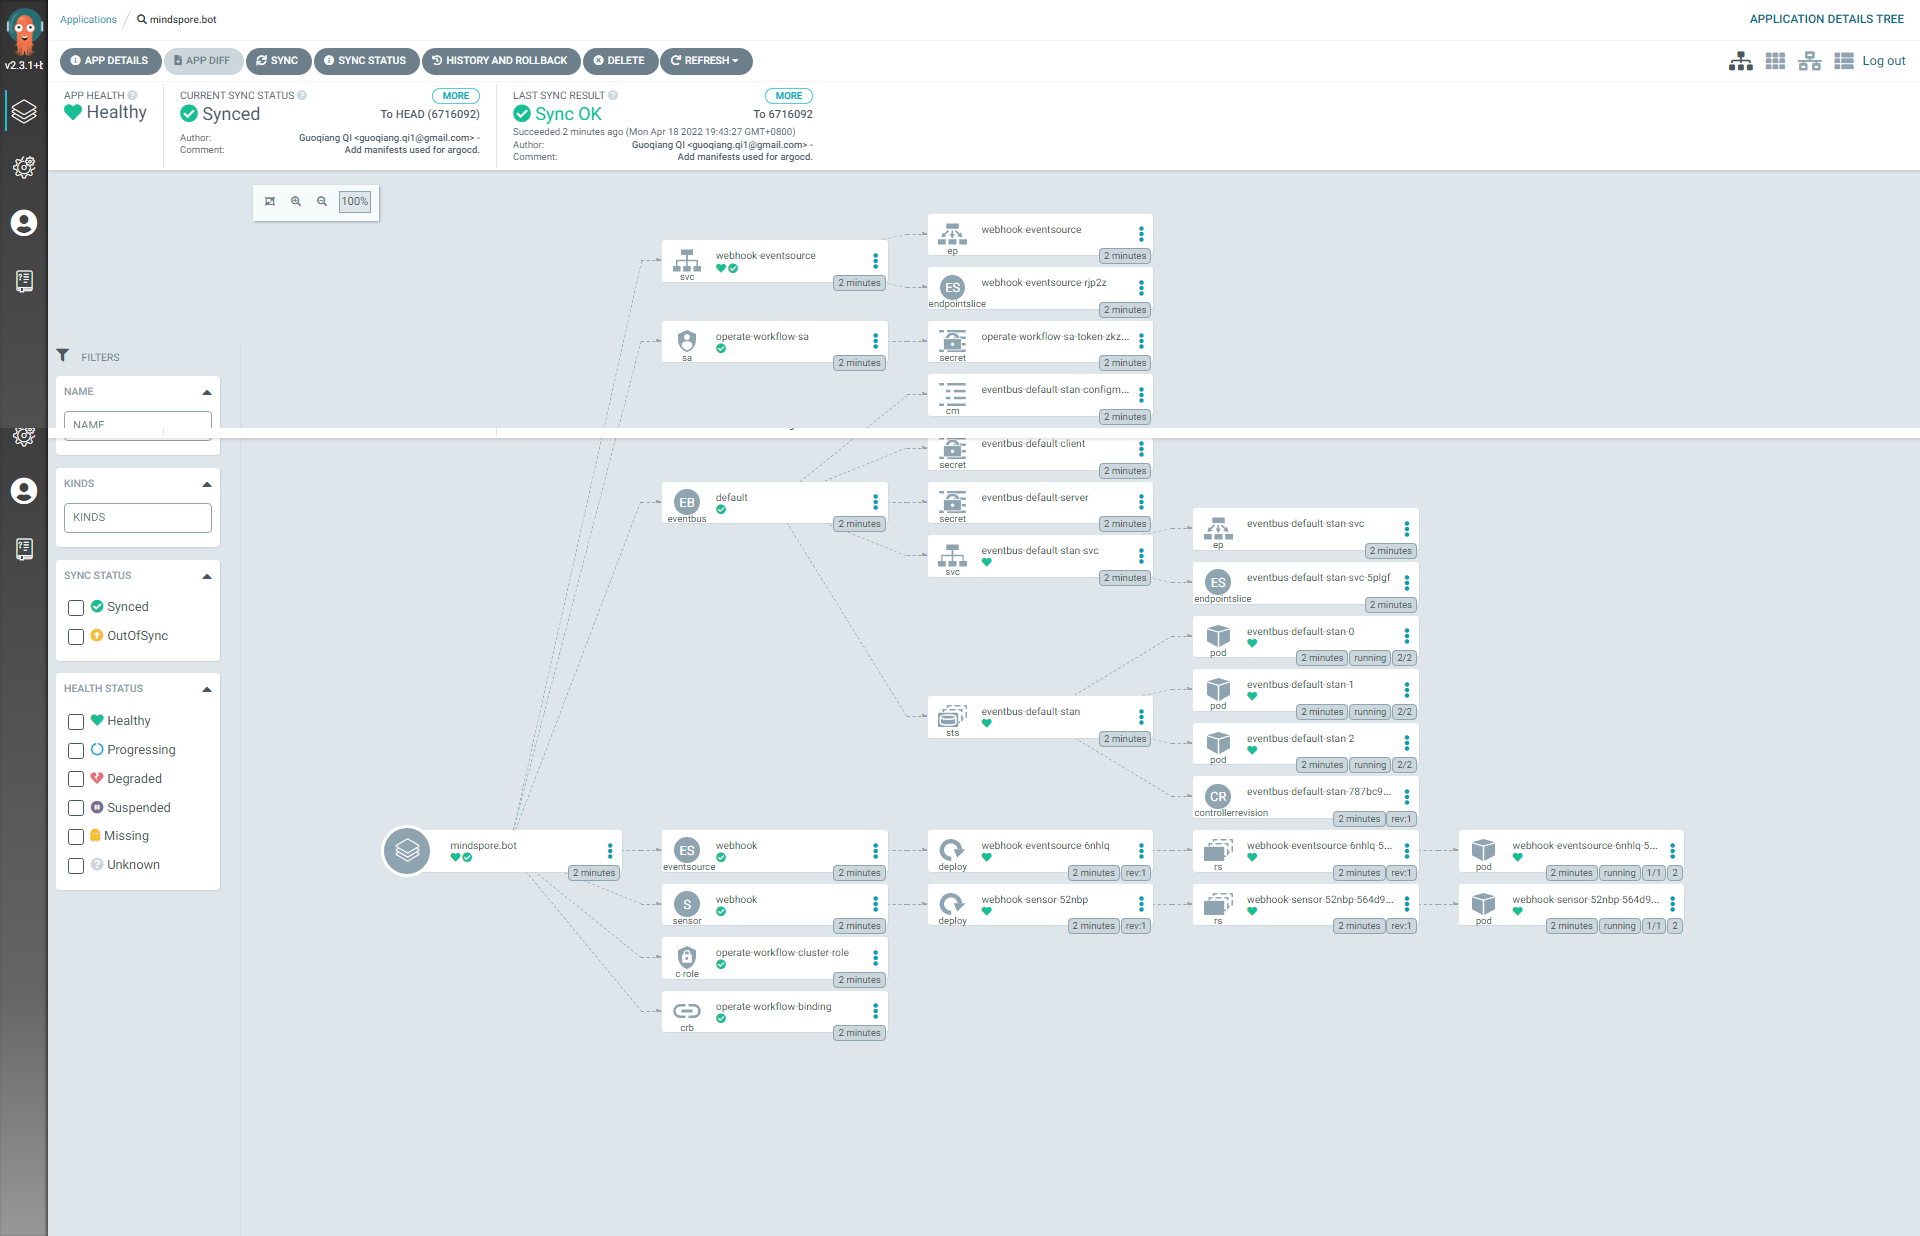 Applications / mindspore.bot
APPLICATION DETAILS TREE
v2.3.1+b
APP DETAILS
APP DIFF
SYNC
SYNC STATUS
HISTORY AND ROLLBACK
DELETE
REFRESH
Log out
APP HEALTH
Healthy
CURRENT SYNC STATUS
MORE
Synced
To HEAD (6716092)
Author:
Guoqiang QI <guoqiang.qi1@gmail.com> -
Comment:
Add manifests used for argocd.
LAST SYNC RESULT
MORE
Sync OK
To 6716092
Succeeded 2 minutes ago (Mon Apr 18 2022 19:43:27 GMT+0800)
Author:
Guoqiang QI <guoqiang.qi1@gmail.com> -
Comment:
Add manifests used for argocd.
100%
FILTERS
NAME
NAME
KINDS
KINDS
SYNC STATUS
Synced
OutOfSync
HEALTH STATUS
Healthy
Progressing
Degraded
Suspended
Missing
Unknown
mindspore.bot
2 minutes
webhook-eventsource
svc
2 minutes
operate-workflow-sa
sa
2 minutes
EB
default
eventbus
2 minutes
ES
webhook
eventsource
2 minutes
S
webhook
sensor
2 minutes
operate-workflow-cluster-role
c-role
2 minutes
operate-workflow-binding
crb
2 minutes
webhook-eventsource
ep
2 minutes
ES
webhook-eventsource-rjp2z
endpointslice
2 minutes
operate-workflow-sa-token-zkz...
secret
2 minutes
eventbus-default-stan-configm...
cm
2 minutes
eventbus-default-client
secret
2 minutes
eventbus-default-server
secret
2 minutes
eventbus-default-stan-svc
svc
2 minutes
eventbus-default-stan
sts
2 minutes
webhook-eventsource-6nhlq
deploy
2 minutes rev:1
webhook-sensor-52nbp
deploy
2 minutes rev:1
eventbus-default-stan-svc
ep
2 minutes
ES
eventbus-default-stan-svc-5plgf
endpointslice
2 minutes
eventbus-default-stan-0
pod
2 minutes running 2/2
eventbus-default-stan-1
pod
2 minutes running 2/2
eventbus-default-stan-2
pod
2 minutes running 2/2
CR
eventbus-default-stan-787bc9...
controllerrevision
2 minutes rev:1
webhook-eventsource-6nhlq-5...
rs
2 minutes rev:1
webhook-sensor-52nbp-564d9...
rs
2 minutes rev:1
webhook-eventsource-6nhlq-5...
pod
2 minutes running 1/1 2
webhook-sensor-52nbp-564d9...
pod
2 minutes running 1/1 2